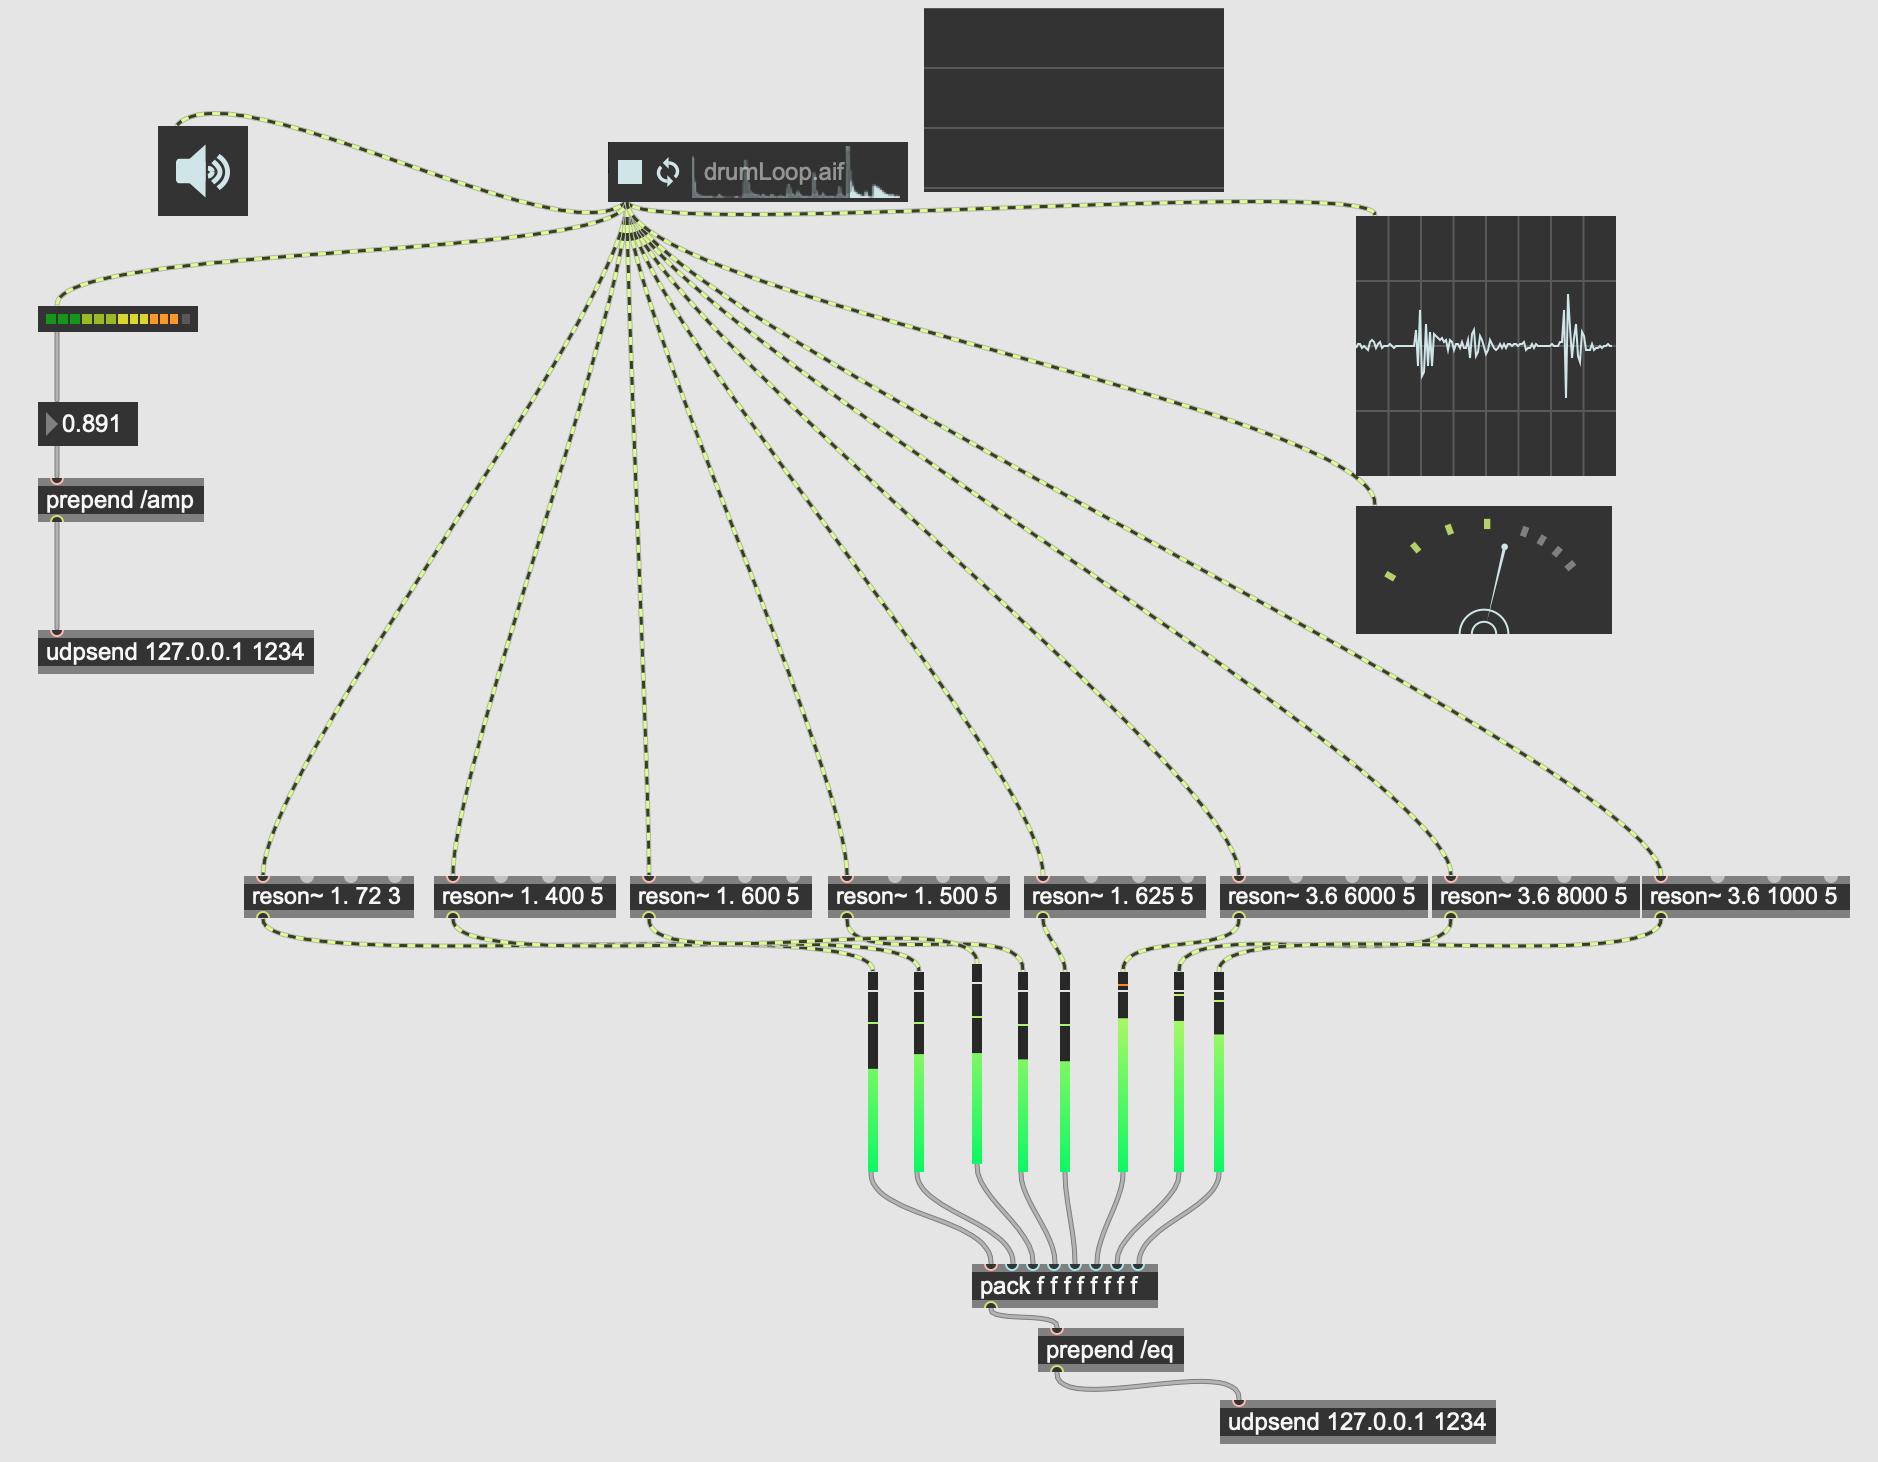 drumLoop.aif
0.891
prepend /amp
udpsend 127.0.0.1 1234
reson~ 1. 72 3
reson~ 1. 400 5
reson~ 1. 600 5
reson~ 1. 500 5
reson~ 1. 625 5
reson~ 3.6 6000 5
reson~ 3.6 8000 5
reson~ 3.6 1000 5
pack f f f f f f f f
prepend /eq
udpsend 127.0.0.1 1234